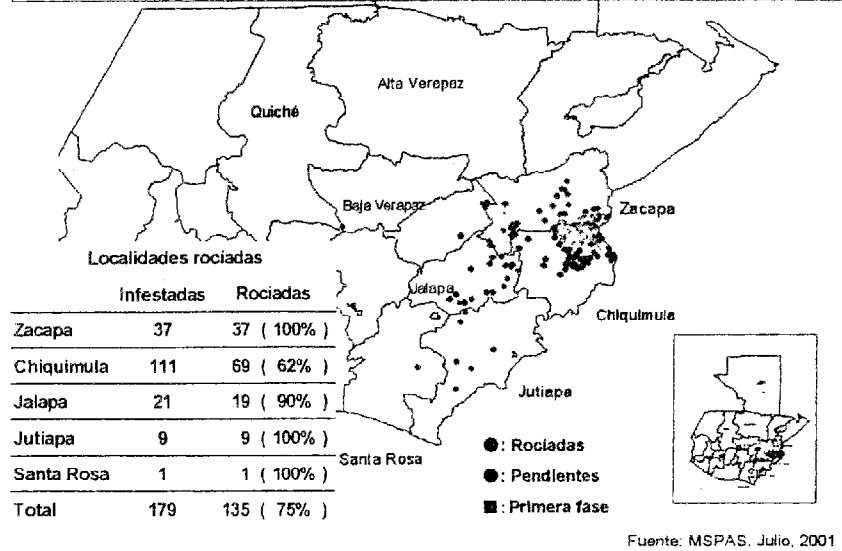 Alta Verapaz
Quiché
Baja Verapaz
Zacapa
Jalapa
Chiquimula
Jutiapa
Santa Rosa
Localidades rociadas
Infestadas Rociadas
Zacapa 37 37 ( 100% )
Chiquimula 111 69 ( 62% )
Jalapa 21 19 ( 90% )
Jutiapa 9 9 ( 100% )
Santa Rosa 1 1 ( 100% )
Total 179 135 ( 75% )
: Rociadas
: Pendientes
: Primera fase
Fuente: MSPAS, Julio, 2001